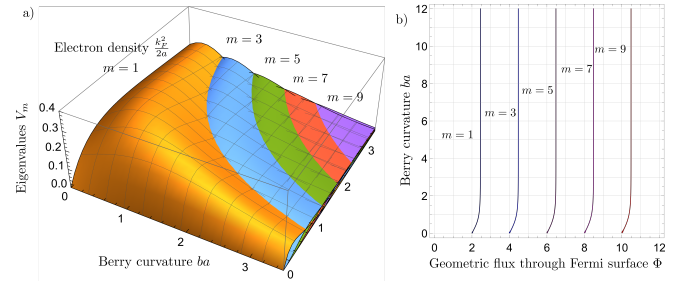 a)
Electron density k_F^2/2a
m = 1
m = 3
m = 5
m = 7
m = 9
Eigenvalues V_m
0.4
0.3
0.2
0.1
0.0
0
1
2
3
Berry curvature ba
0
1
2
3
b)
Berry curvature ba
12
10
8
6
4
2
0
m = 9
m = 7
m = 5
m = 3
m = 1
0 2 4 6 8 10 12
Geometric flux through Fermi surface Φ